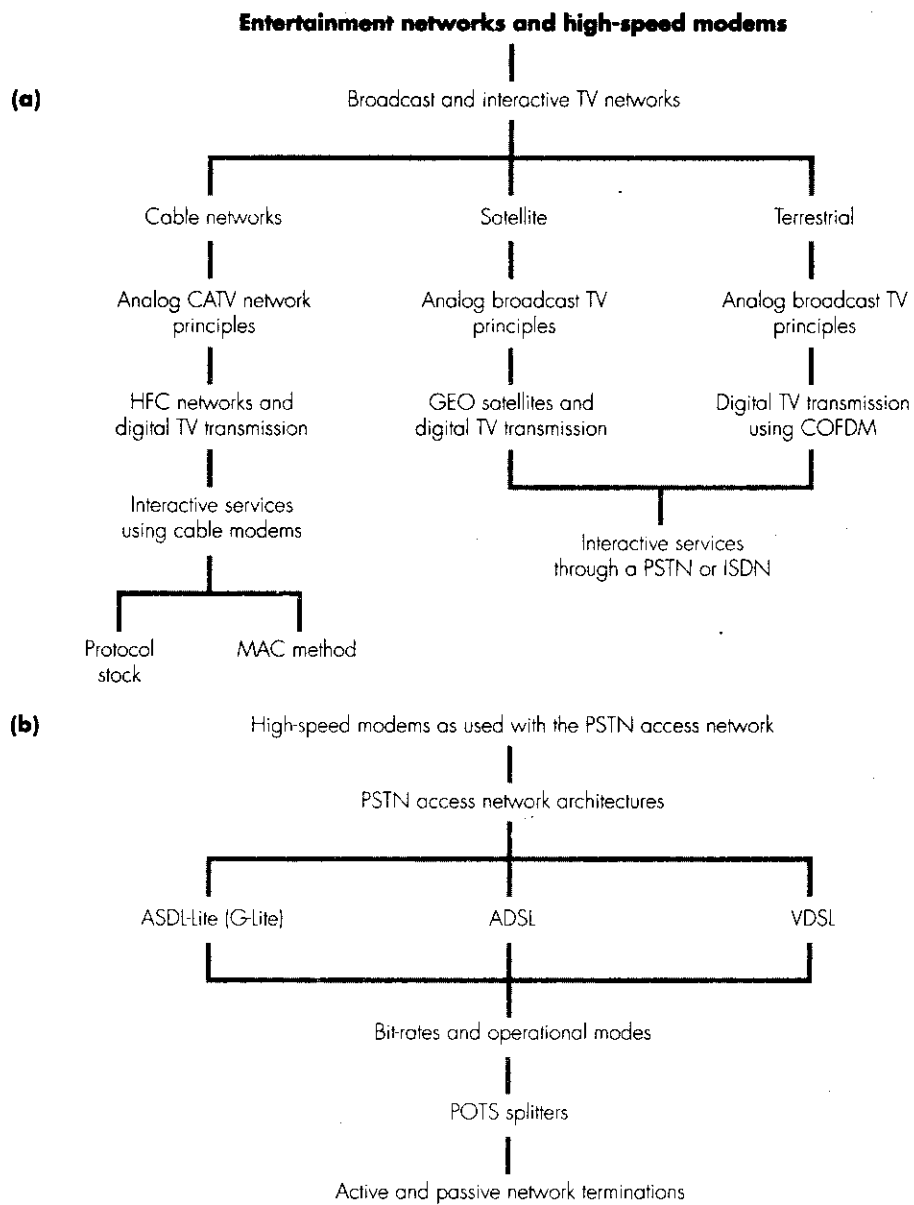 Entertainment networks and high-speed modems
(a)
Broadcast and interactive TV networks
Cable networks
Satellite
Terrestrial
Analog CATV network
principles
Analog broadcast TV
principles
Analog broadcast TV
principles
HFC networks and
digital TV transmission
GEO satellites and
digital TV transmission
Digital TV transmission
using COFDM
Interactive services
using cable modems
Interactive services
through a PSTN or ISDN
Protocol
stack
MAC method
(b)
High-speed modems as used with the PSTN access network
PSTN access network architectures
ASDL-Lite (G-Lite)
ADSL
VDSL
Bit-rates and operational modes
POTS splitters
Active and passive network terminations